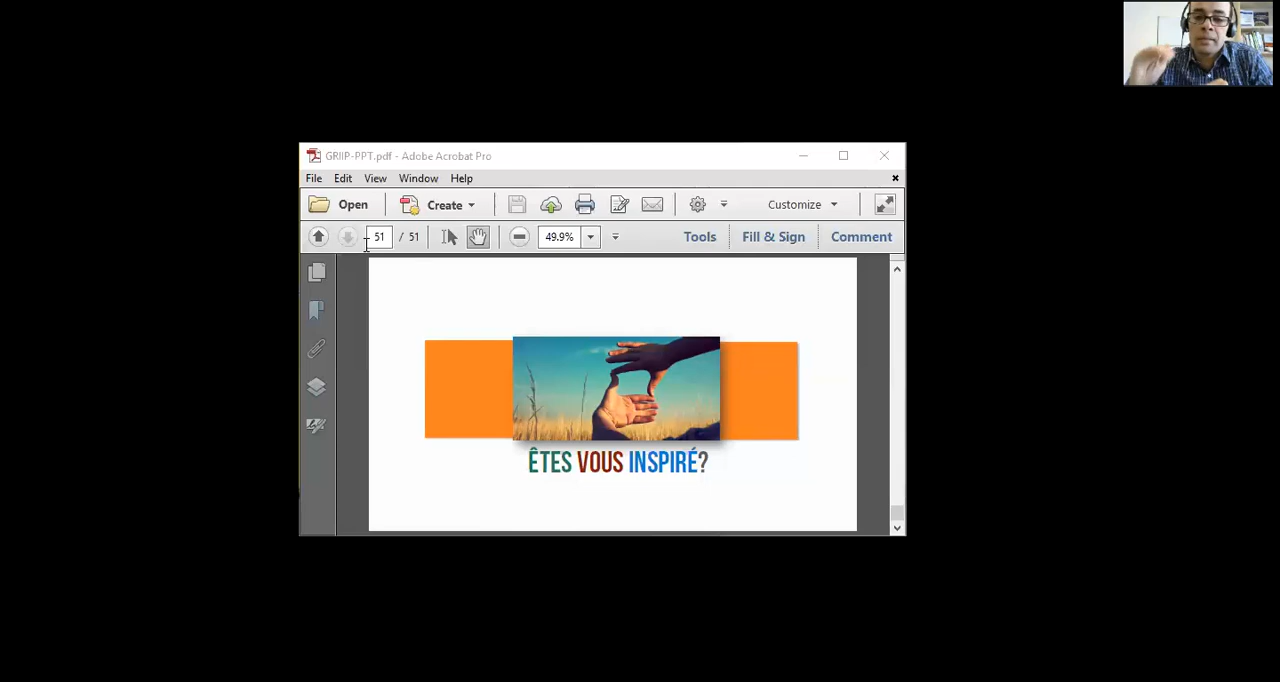 GRIIP-PPT.pdf - Adobe Acrobat Pro
File Edit View Window Help
Open Create Customize
51 / 51 49.9% Tools Fill & Sign Comment
ÊTES VOUS INSPIRÉ?